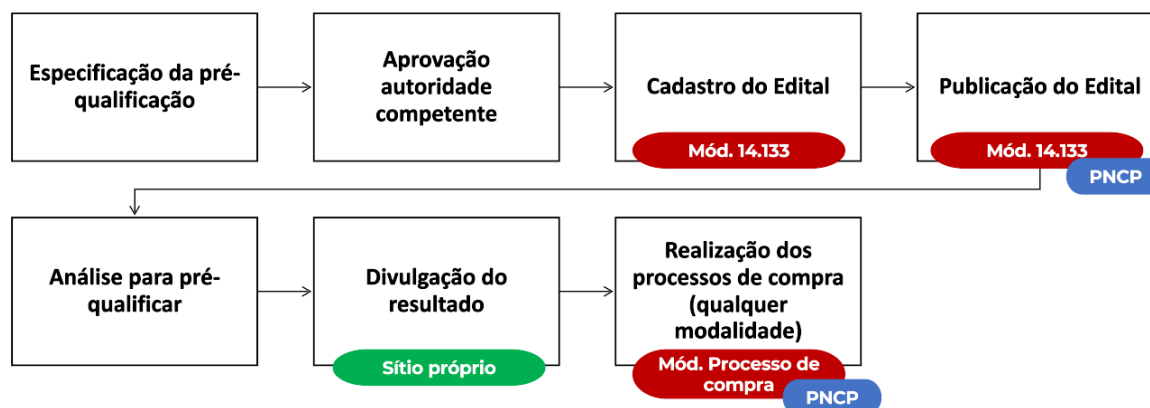 Especificação da pré-
qualificação
Aprovação
autoridade
competente
Cadastro do Edital
Mód. 14.133
Publicação do Edital
Mód. 14.133
PNCP
Análise para pré-
qualificar
Divulgação do
resultado
Sítio próprio
Realização dos
processos de compra
(qualquer
modalidade)
Mód. Processo de
compra
PNCP